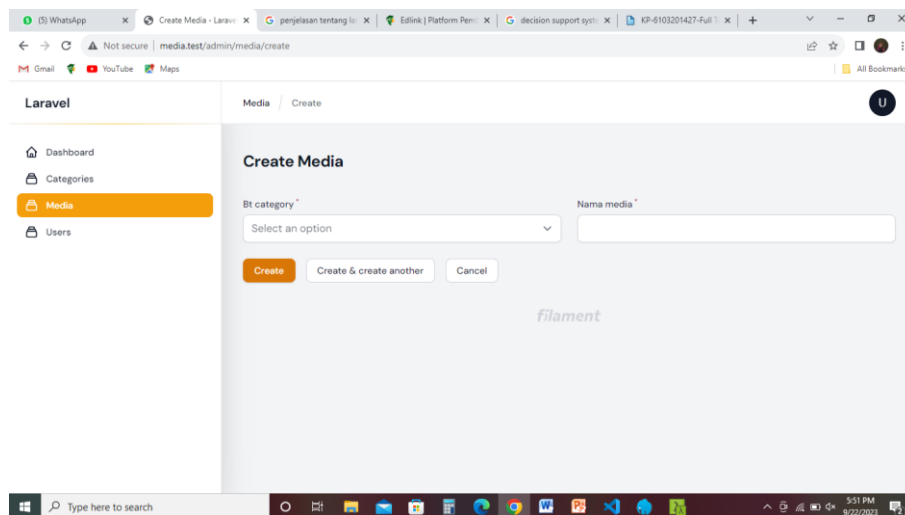 (5) WhatsApp
Create Media - Larave
penjelasan tentang la
Edlink | Platform Pem
decision support syste
KP-6103201427-Full T
Not secure | media.test/admin/media/create
Gmail YouTube Maps All Bookmarks
Laravel
Media / Create
U
Dashboard
Categories
Media
Users
Create Media
Bt category* Nama media*
Select an option
Create Create & create another Cancel
filament
Type here to search
5:51 PM
9/22/2023